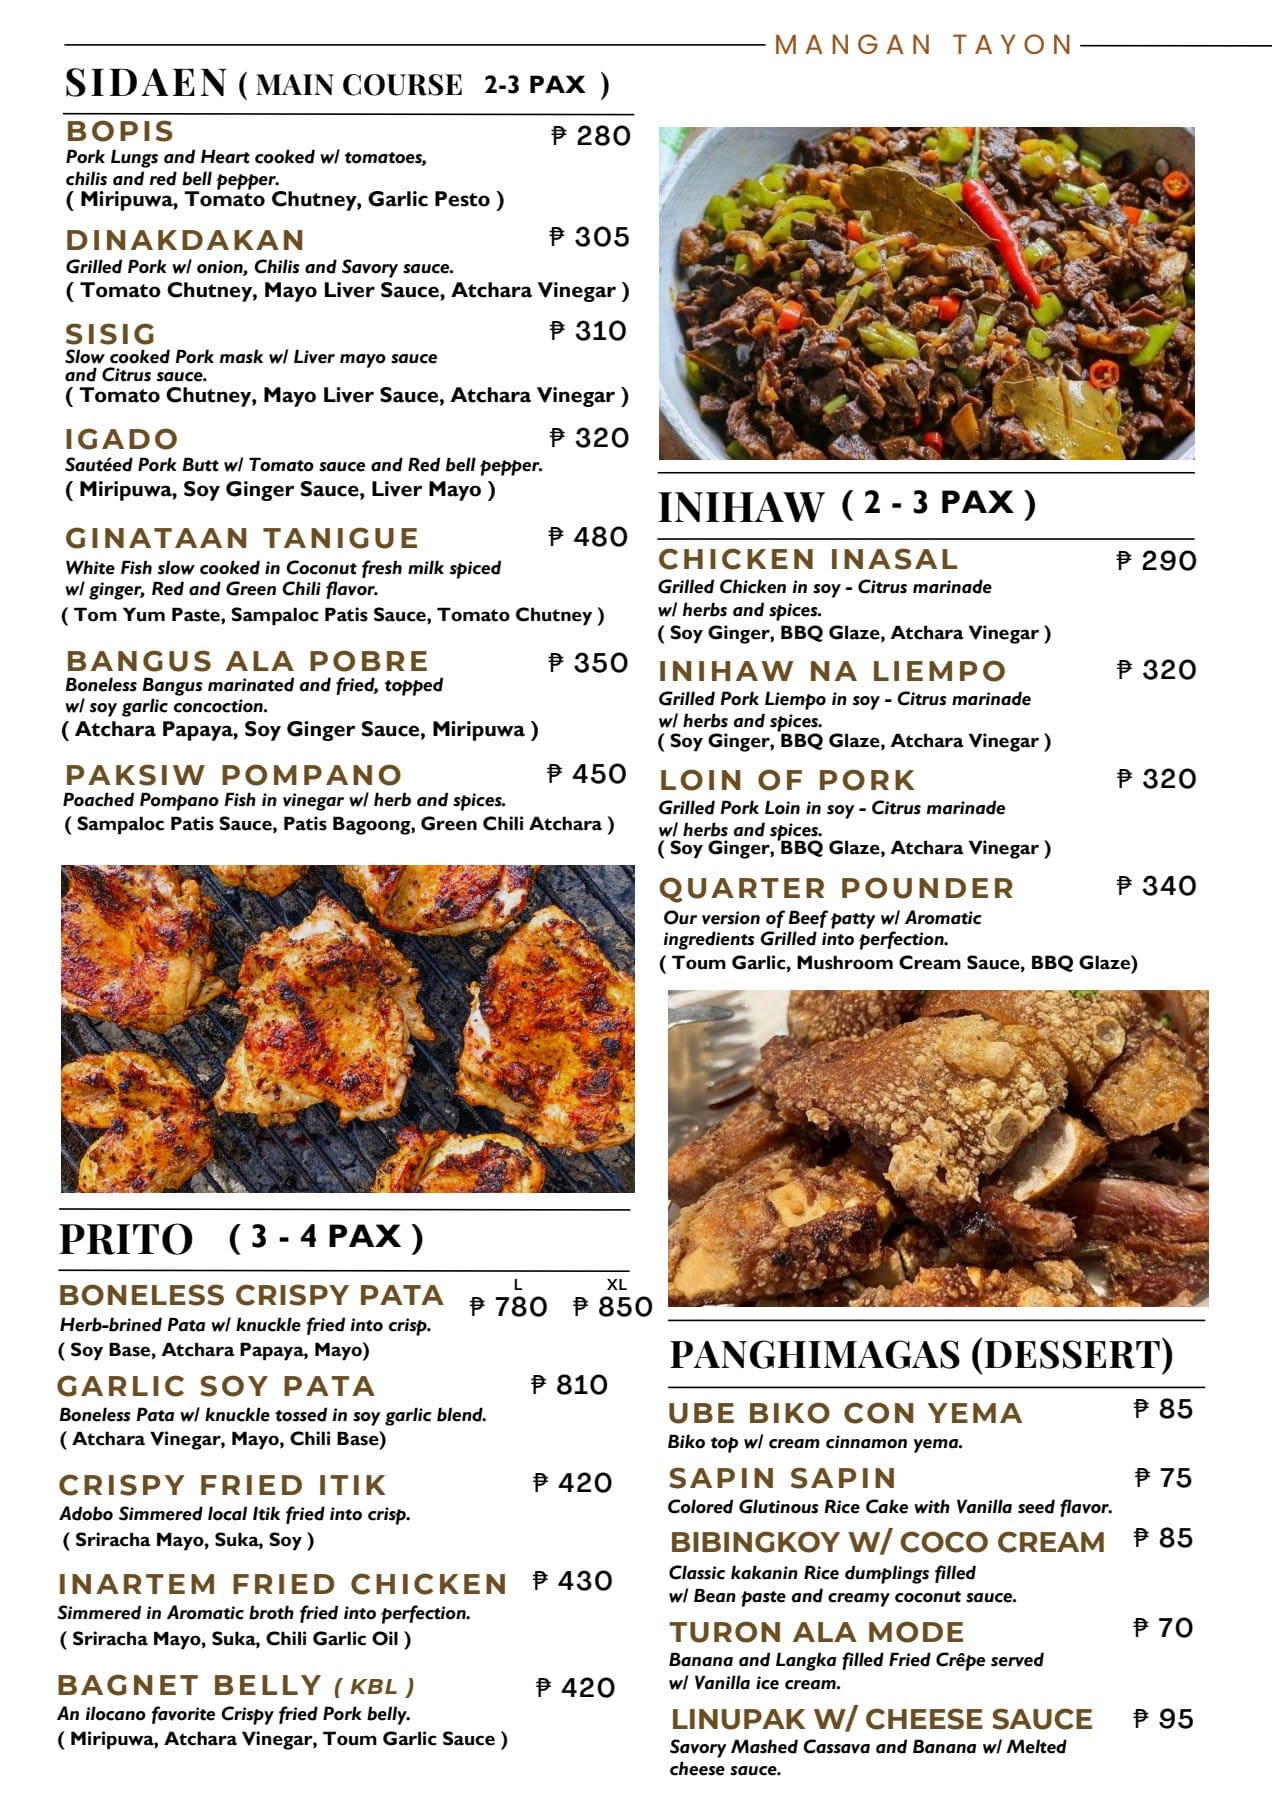 MANGAN TAYON
SIDAEN ( MAIN COURSE 2-3 PAX )
BOPIS ₱ 280
Pork Lungs and Heart cooked w/ tomatoes,
chilis and red bell pepper.
( Miripuwa, Tomato Chutney, Garlic Pesto )
DINAKDAKAN ₱ 305
Grilled Pork w/ onion, Chilis and Savory sauce.
( Tomato Chutney, Mayo Liver Sauce, Atchara Vinegar )
SISIG ₱ 310
Slow cooked Pork mask w/ Liver mayo sauce
and Citrus sauce.
( Tomato Chutney, Mayo Liver Sauce, Atchara Vinegar )
IGADO ₱ 320
Sautéed Pork Butt w/ Tomato sauce and Red bell pepper.
( Miripuwa, Soy Ginger Sauce, Liver Mayo )
GINATAAN TANIGUE ₱ 480
White Fish slow cooked in Coconut fresh milk spiced
w/ ginger, Red and Green Chili flavor.
( Tom Yum Paste, Sampaloc Patis Sauce, Tomato Chutney )
BANGUS ALA POBRE ₱ 350
Boneless Bangus marinated and fried, topped
w/ soy garlic concoction.
( Atchara Papaya, Soy Ginger Sauce, Miripuwa )
PAKSIW POMPANO ₱ 450
Poached Pompano Fish in vinegar w/ herb and spices.
( Sampaloc Patis Sauce, Patis Bagoong, Green Chili Atchara )
PRITO ( 3 - 4 PAX )
L XL
BONELESS CRISPY PATA ₱ 780 ₱ 850
Herb-brined Pata w/ knuckle fried into crisp.
( Soy Base, Atchara Papaya, Mayo)
GARLIC SOY PATA ₱ 810
Boneless Pata w/ knuckle tossed in soy garlic blend.
( Atchara Vinegar, Mayo, Chili Base)
CRISPY FRIED ITIK ₱ 420
Adobo Simmered local Itik fried into crisp.
( Sriracha Mayo, Suka, Soy )
INARTEM FRIED CHICKEN ₱ 430
Simmered in Aromatic broth fried into perfection.
( Sriracha Mayo, Suka, Chili Garlic Oil )
BAGNET BELLY ( KBL ) ₱ 420
An ilocano favorite Crispy fried Pork belly.
( Miripuwa, Atchara Vinegar, Toum Garlic Sauce )
INIHAW ( 2 - 3 PAX )
CHICKEN INASAL ₱ 290
Grilled Chicken in soy - Citrus marinade
w/ herbs and spices.
( Soy Ginger, BBQ Glaze, Atchara Vinegar )
INIHAW NA LIEMPO ₱ 320
Grilled Pork Liempo in soy - Citrus marinade
w/ herbs and spices.
( Soy Ginger, BBQ Glaze, Atchara Vinegar )
LOIN OF PORK ₱ 320
Grilled Pork Loin in soy - Citrus marinade
w/ herbs and spices.
( Soy Ginger, BBQ Glaze, Atchara Vinegar )
QUARTER POUNDER ₱ 340
Our version of Beef patty w/ Aromatic
ingredients Grilled into perfection.
( Toum Garlic, Mushroom Cream Sauce, BBQ Glaze)
PANGHIMAGAS (DESSERT)
UBE BIKO CON YEMA ₱ 85
Biko top w/ cream cinnamon yema.
SAPIN SAPIN ₱ 75
Colored Glutinous Rice Cake with Vanilla seed flavor.
BIBINGKOY W/ COCO CREAM ₱ 85
Classic kakanin Rice dumplings filled
w/ Bean paste and creamy coconut sauce.
TURON ALA MODE ₱ 70
Banana and Langka filled Fried Crêpe served
w/ Vanilla ice cream.
LINUPAK W/ CHEESE SAUCE ₱ 95
Savory Mashed Cassava and Banana w/ Melted
cheese sauce.